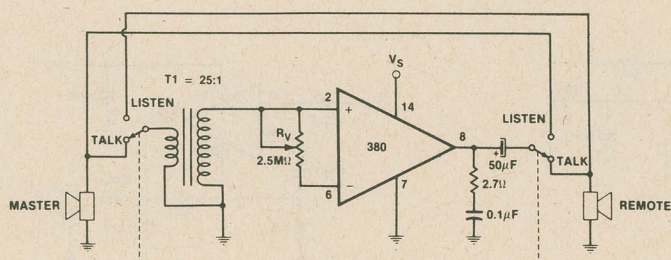 T1 = 25:1
LISTEN
TALK
MASTER
RV
2.5MΩ
2
+
6
−
380
VS
14
7
8
+
50μF
2.7Ω
0.1μF
LISTEN
TALK
REMOTE